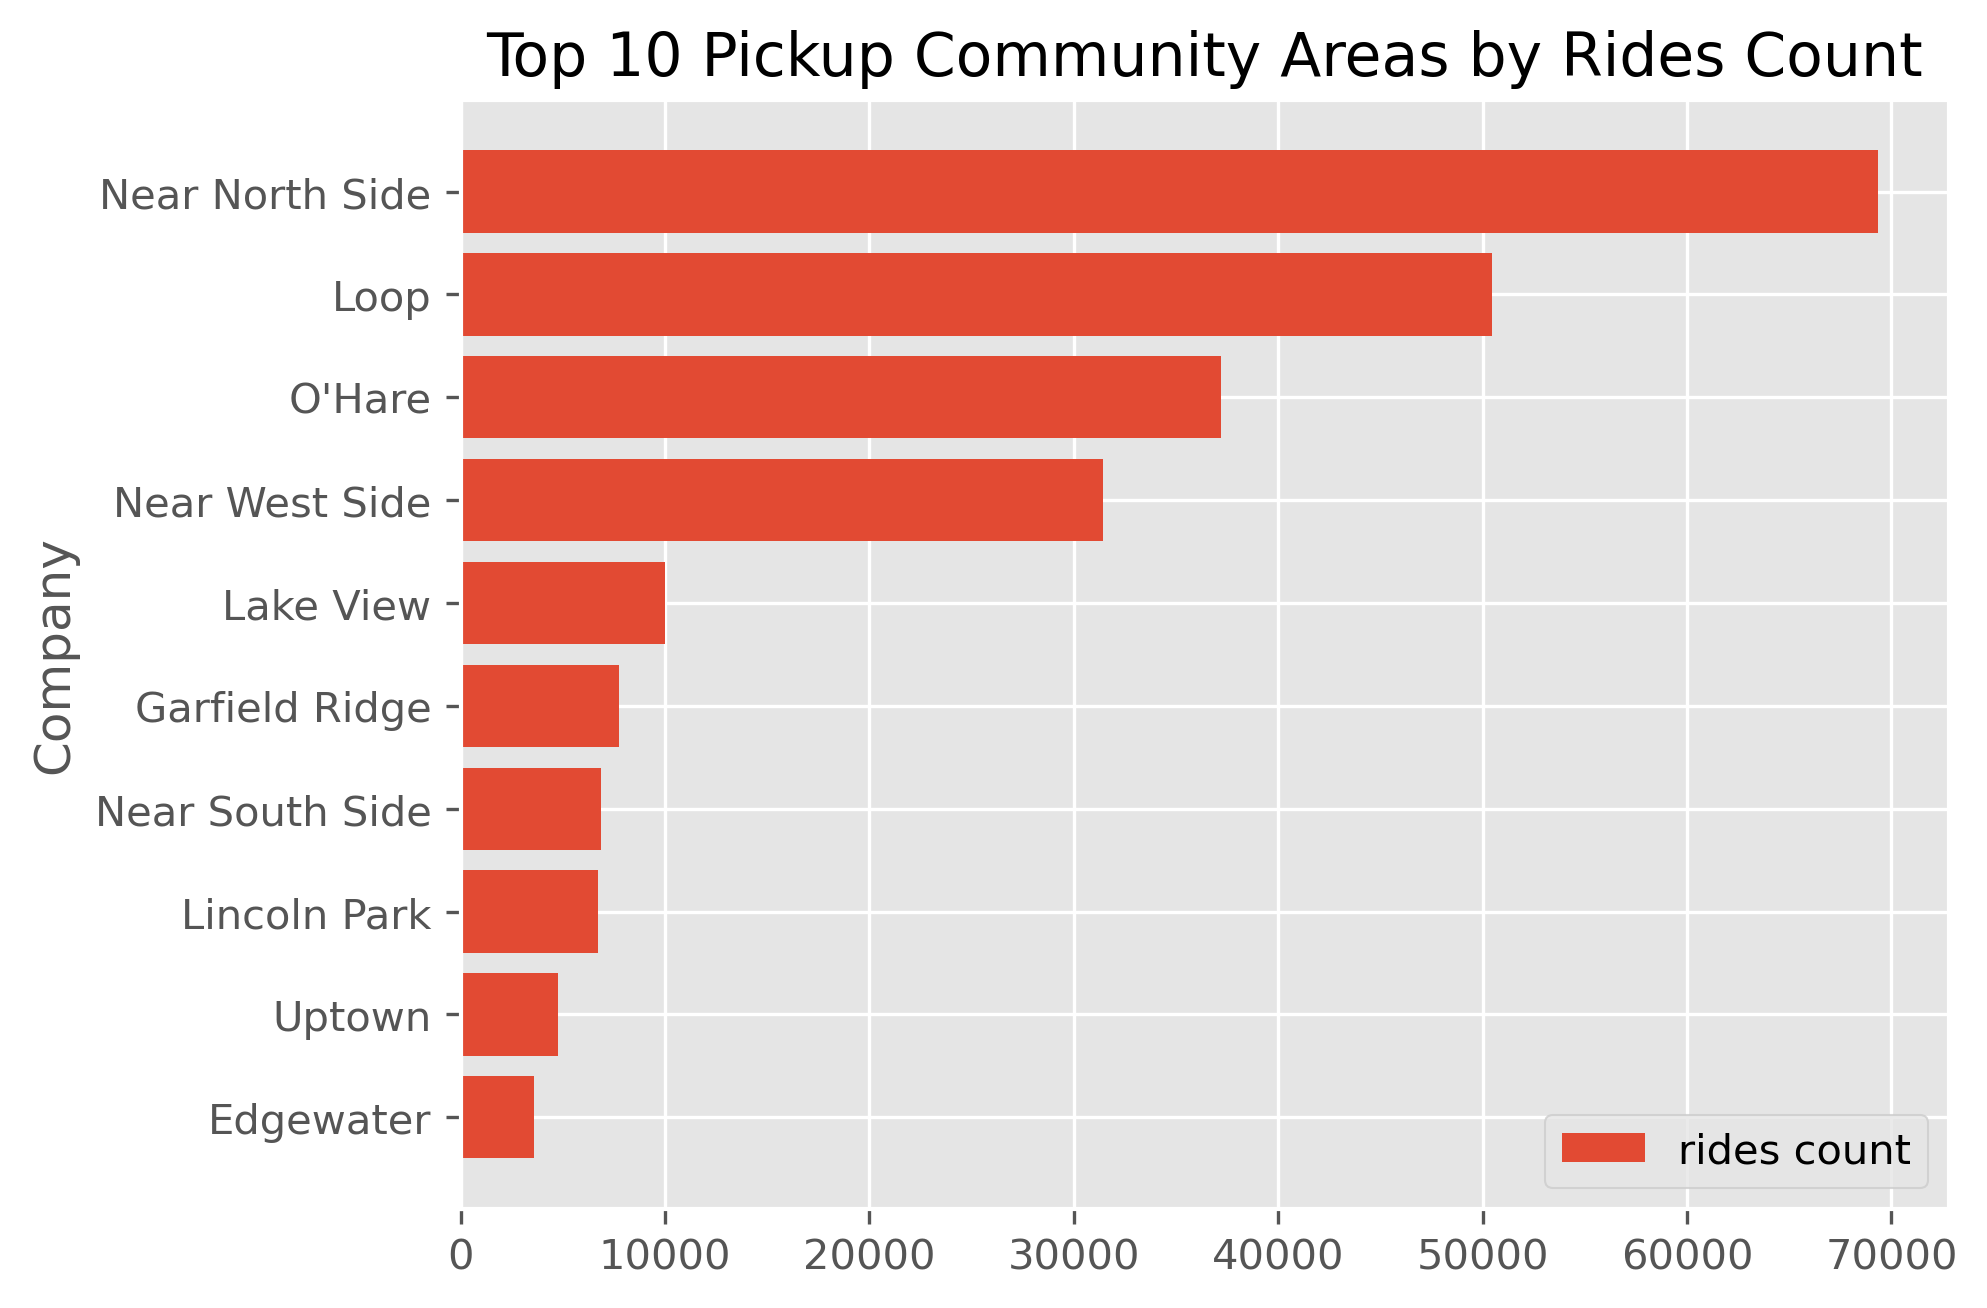 Top 10 Pickup Community Areas by Rides Count
Company
Near North Side
Loop
O'Hare
Near West Side
Lake View
Garfield Ridge
Near South Side
Lincoln Park
Uptown
Edgewater
rides count
0 10000 20000 30000 40000 50000 60000 70000